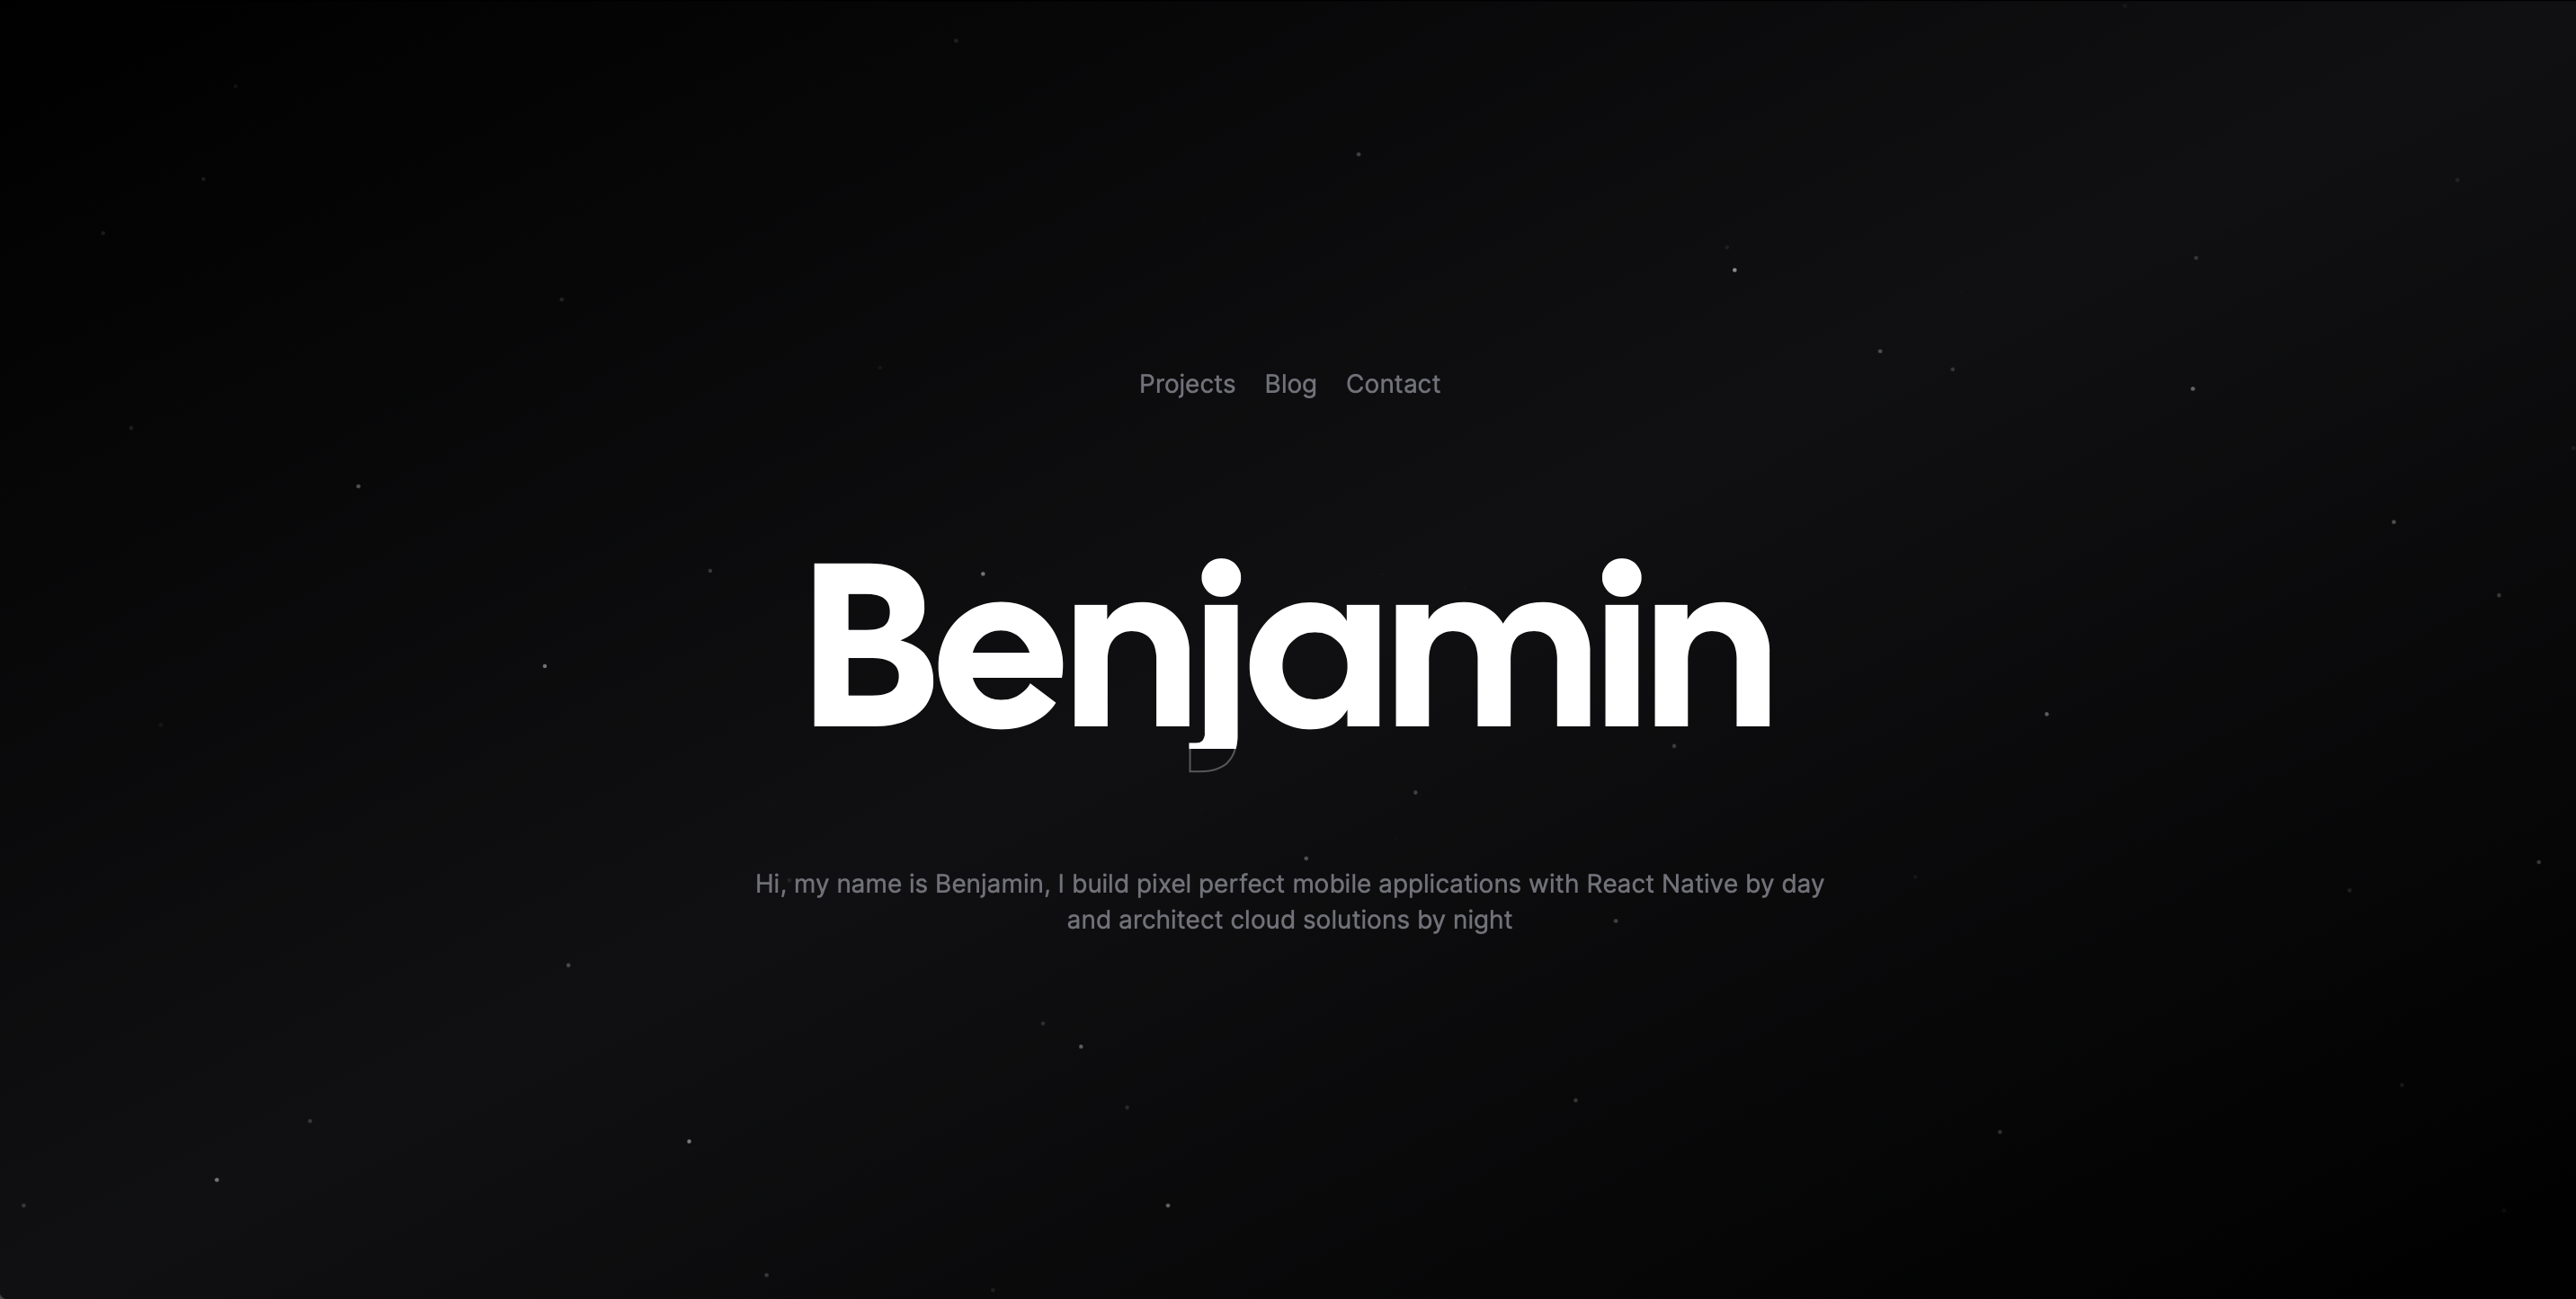 Projects Blog Contact
Benjamin
Hi, my name is Benjamin, I build pixel perfect mobile applications with React Native by day
and architect cloud solutions by night